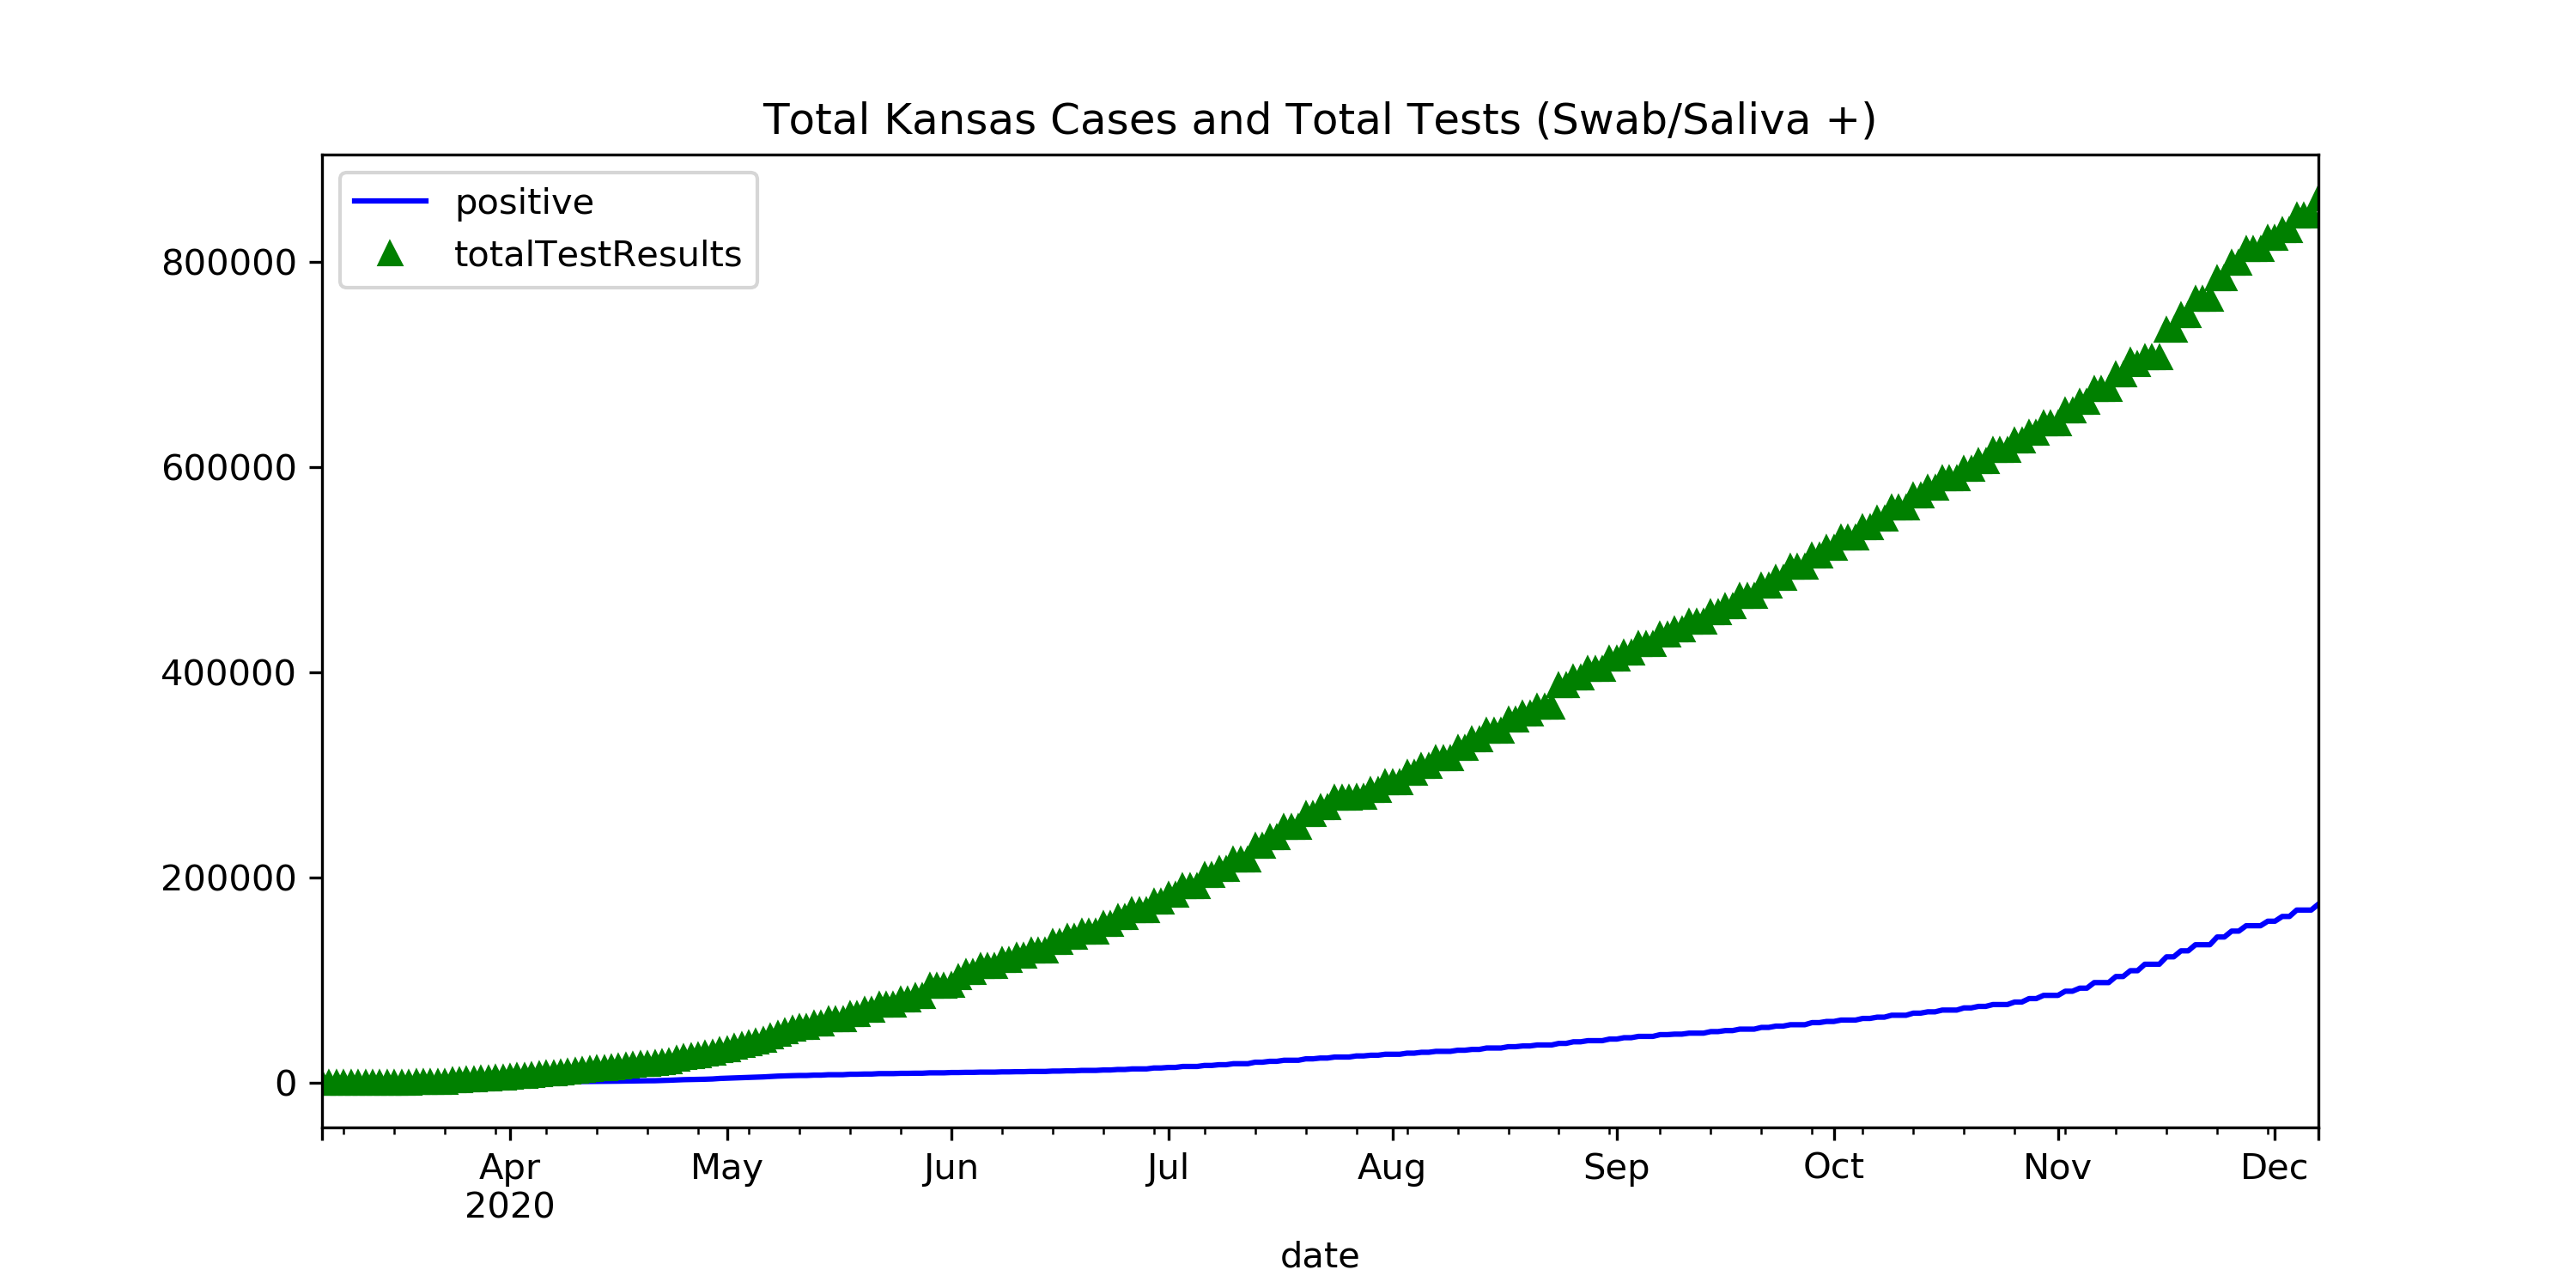 Total Kansas Cases and Total Tests (Swab/Saliva +)
positive
totalTestResults
800000
600000
400000
200000
0
Apr May Jun Jul Aug Sep Oct Nov Dec
2020
date